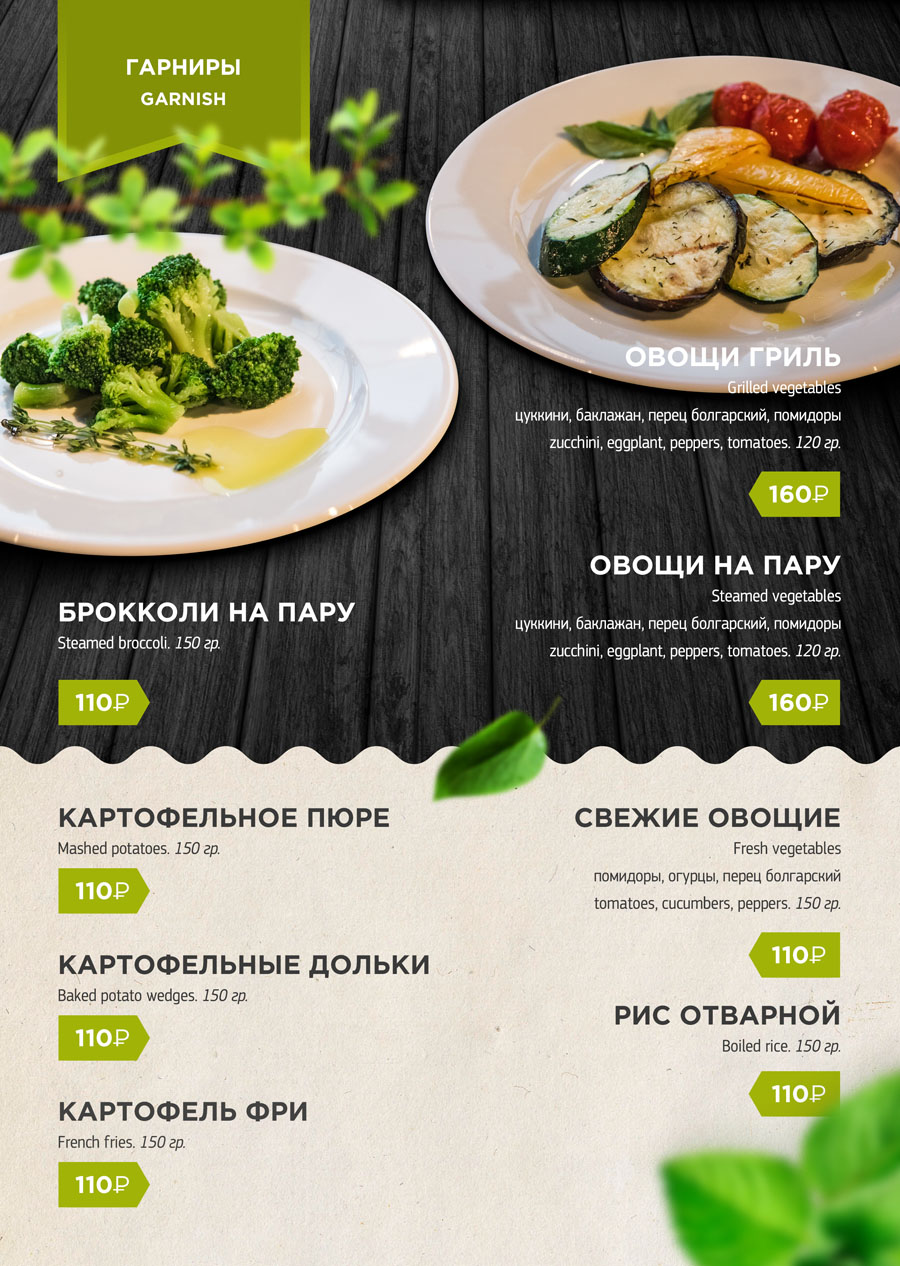 ГАРНИРЫ
GARNISH
ОВОЩИ ГРИЛЬ
Grilled vegetables
цуккини, баклажан, перец болгарский, помидоры
zucchini, eggplant, peppers, tomatoes. 120 гр.
160₽
ОВОЩИ НА ПАРУ
Steamed vegetables
цуккини, баклажан, перец болгарский, помидоры
zucchini, eggplant, peppers, tomatoes. 120 гр.
160₽
БРОККОЛИ НА ПАРУ
Steamed broccoli. 150 гр.
110₽
КАРТОФЕЛЬНОЕ ПЮРЕ
Mashed potatoes. 150 гр.
110₽
КАРТОФЕЛЬНЫЕ ДОЛЬКИ
Baked potato wedges. 150 гр.
110₽
КАРТОФЕЛЬ ФРИ
French fries. 150 гр.
110₽
СВЕЖИЕ ОВОЩИЕ
Fresh vegetables
помидоры, огурцы, перец болгарский
tomatoes, cucumbers, peppers. 150 гр.
110₽
РИС ОТВАРНОЙ
Boiled rice. 150 гр.
110₽